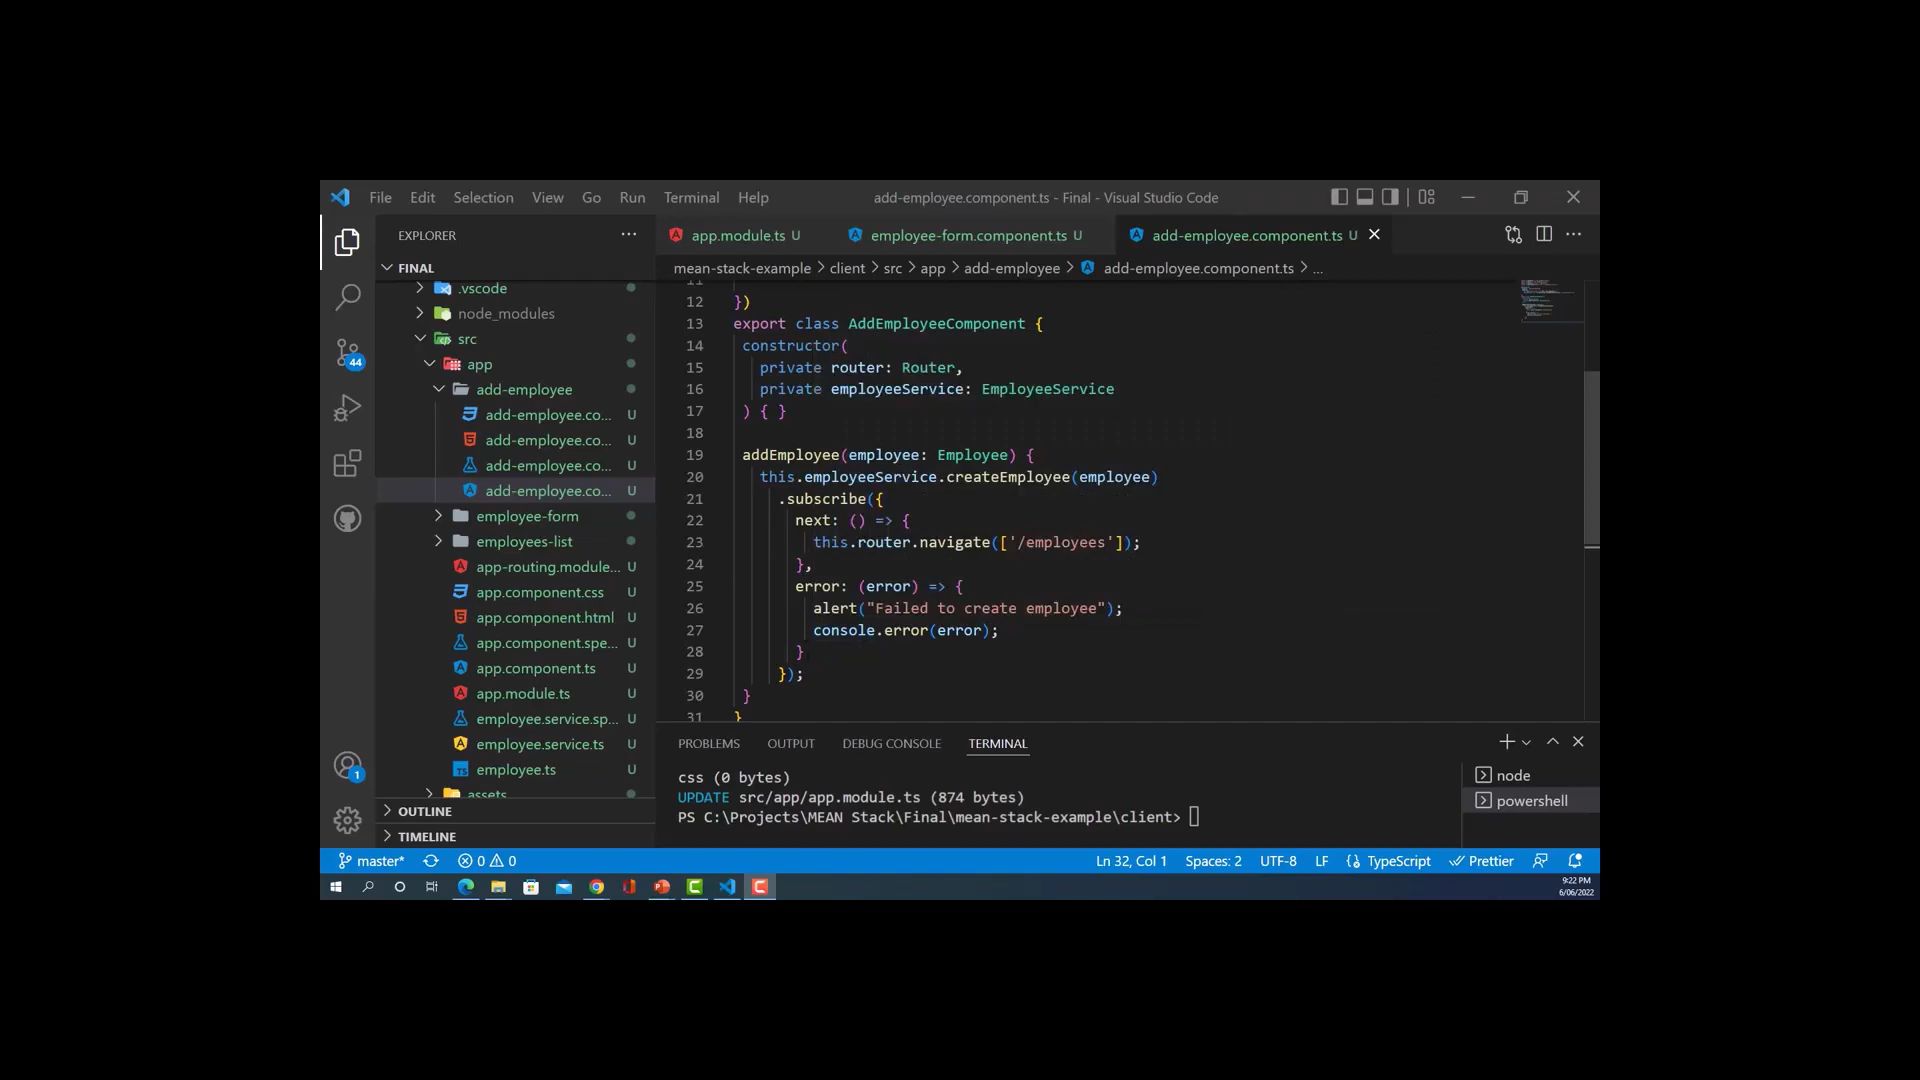 File Edit Selection View Go Run Terminal Help
add-employee.component.ts - Final - Visual Studio Code
EXPLORER
app.module.ts U
employee-form.component.ts U
add-employee.component.ts U
FINAL
mean-stack-example > client > src > app > add-employee > add-employee.component.ts > ...
.vscode
node_modules
src
app
add-employee
add-employee.co... U
add-employee.co... U
add-employee.co... U
add-employee.co... U
employee-form
employees-list
app-routing.module... U
app.component.css U
app.component.html U
app.component.spe... U
app.component.ts U
app.module.ts U
employee.service.sp... U
employee.service.ts U
employee.ts U
assets
OUTLINE
TIMELINE
44
1
11
12 })
13 export class AddEmployeeComponent {
14 constructor(
15 private router: Router,
16 private employeeService: EmployeeService
17 ) { }
18
19 addEmployee(employee: Employee) {
20 this.employeeService.createEmployee(employee)
21 .subscribe({
22 next: () => {
23 this.router.navigate(['/employees']);
24 },
25 error: (error) => {
26 alert("Failed to create employee");
27 console.error(error);
28 }
29 });
30 }
31 }
PROBLEMS OUTPUT DEBUG CONSOLE TERMINAL
css (0 bytes)
UPDATE src/app/app.module.ts (874 bytes)
PS C:\Projects\MEAN Stack\Final\mean-stack-example\client>
node
powershell
master* 0 0 Ln 32, Col 1 Spaces: 2 UTF-8 LF TypeScript Prettier
9:22 PM
6/06/2022